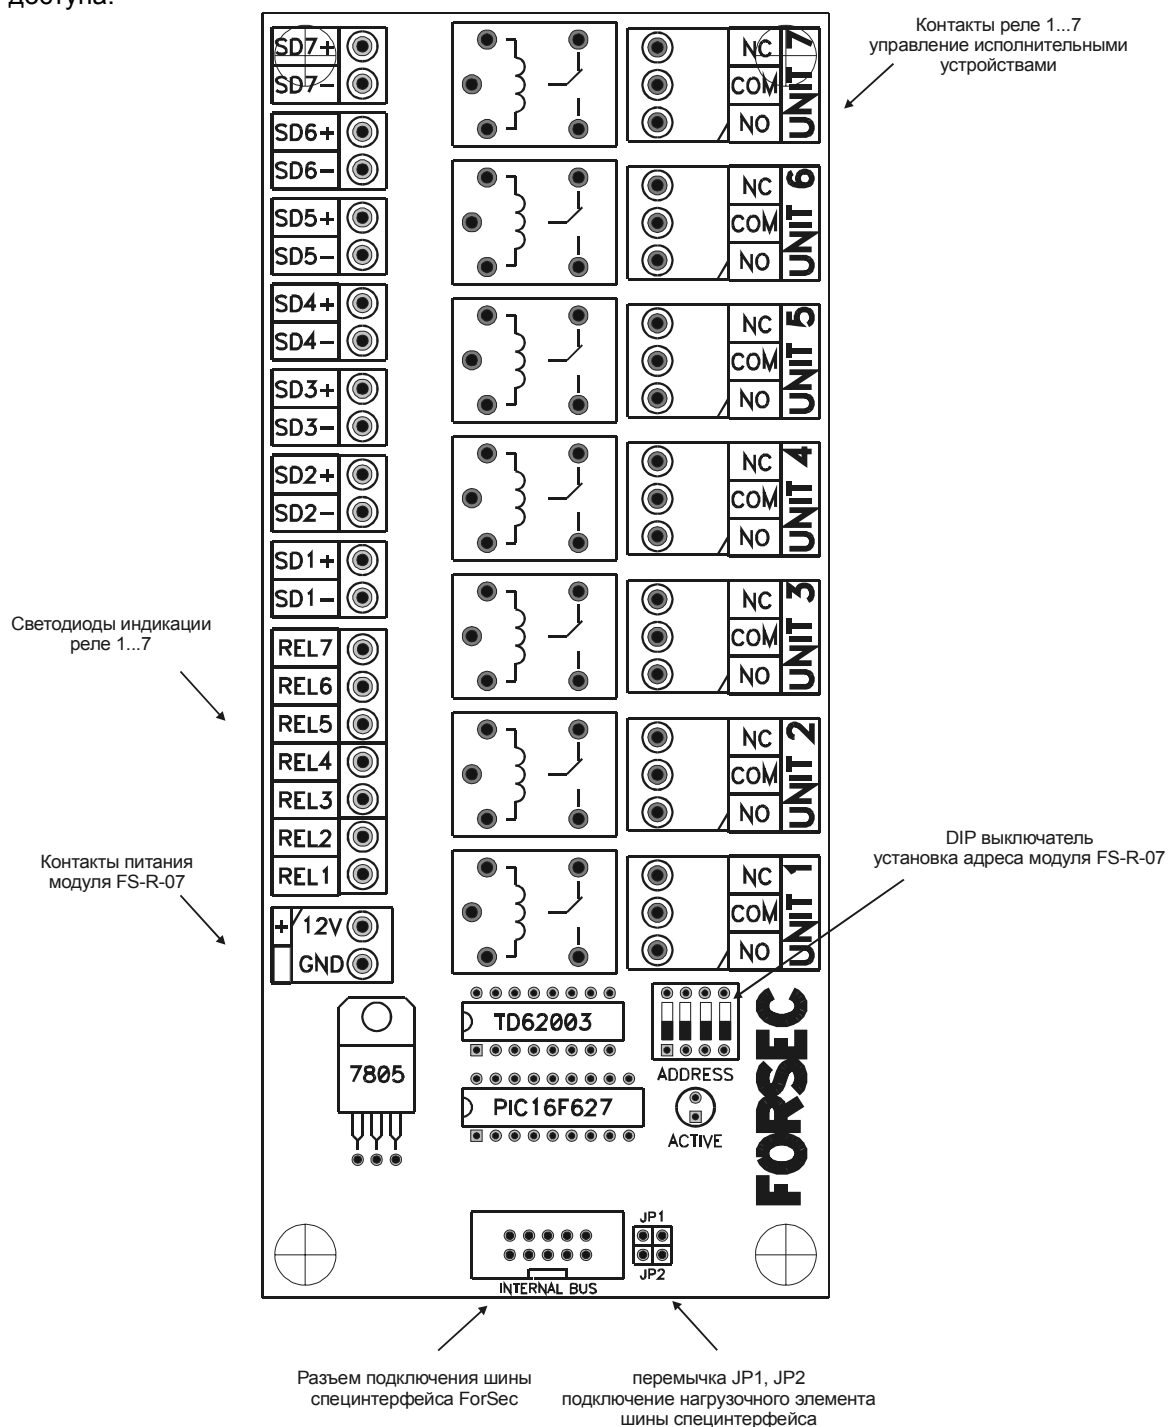 доступа.
Контакты реле 1...7
управление исполнительными
устройствами
SD7+
SD7-
SD6+
SD6-
SD5+
SD5-
SD4+
SD4-
SD3+
SD3-
SD2+
SD2-
SD1+
SD1-
NC
COM
NO
UNIT 7
NC
COM
NO
UNIT 6
NC
COM
NO
UNIT 5
NC
COM
NO
UNIT 4
NC
COM
NO
UNIT 3
NC
COM
NO
UNIT 2
NC
COM
NO
UNIT 1
Светодиоды индикации
реле 1...7
REL7
REL6
REL5
REL4
REL3
REL2
REL1
Контакты питания
модуля FS-R-07
+ 12V
GND
DIP выключатель
установка адреса модуля FS-R-07
7805
TD62003
PIC16F627
ADDRESS
ACTIVE
FORSEC
JP1
JP2
INTERNAL BUS
Разъем подключения шины
специнтерфейса ForSec
перемычка JP1, JP2
подключение нагрузочного элемента
шины специнтерфейса